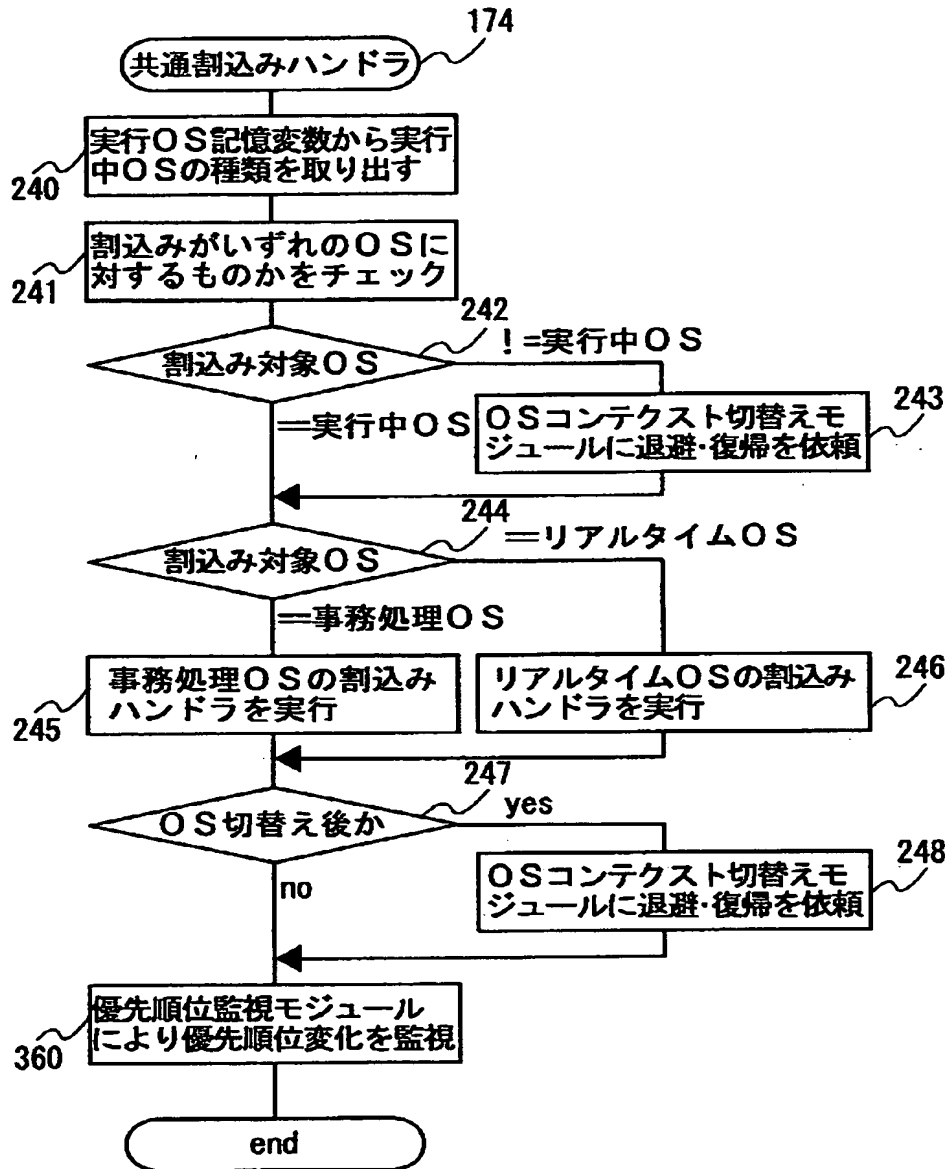 174
共通割込みハンドラ
実行OS記憶変数から実行
中OSの種類を取り出す
240
割込みがいずれのOSに
対するものかをチェック
241
242
割込み対象OS
!=実行中OS
==実行中OS
OSコンテクスト切替えモ
ジュールに退避・復帰を依頼
243
244
割込み対象OS
==リアルタイムOS
==事務処理OS
事務処理OSの割込み
ハンドラを実行
245
リアルタイムOSの割込み
ハンドラを実行
246
247
OS切替え後か
yes
no
OSコンテクスト切替えモ
ジュールに退避・復帰を依頼
248
優先順位監視モジュール
により優先順位変化を監視
360
end